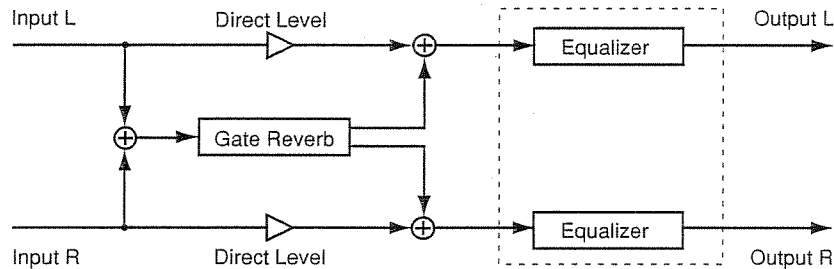 Input L
Direct Level
Output L
Equalizer
Gate Reverb
Equalizer
Input R
Direct Level
Output R